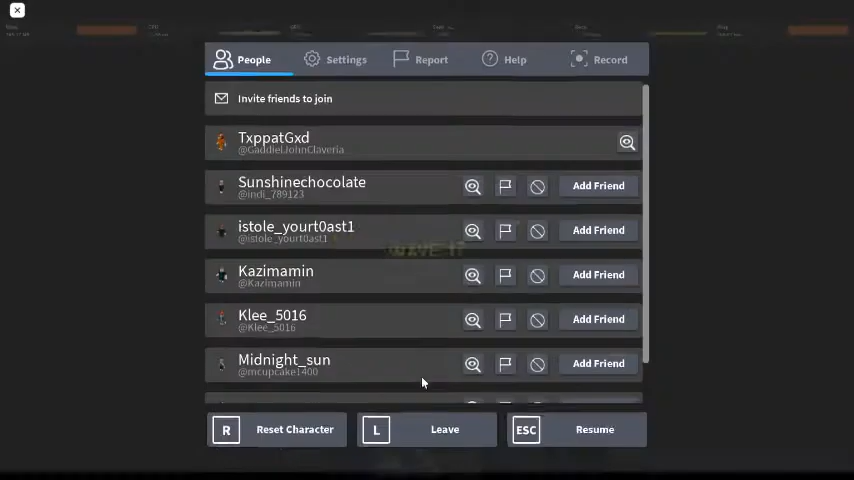 People
Settings
Report
Help
Record
Invite friends to join
TxppatGxd
@GaddielJohnClaveria
Sunshinechocolate
@indi_789123
Add Friend
istole_yourt0ast1
@istole_yourt0ast1
Add Friend
Kazimamin
@Kazimamin
Add Friend
Klee_5016
@Klee_5016
Add Friend
Midnight_sun
@mcupcake1400
Add Friend
R Reset Character
L Leave
ESC Resume